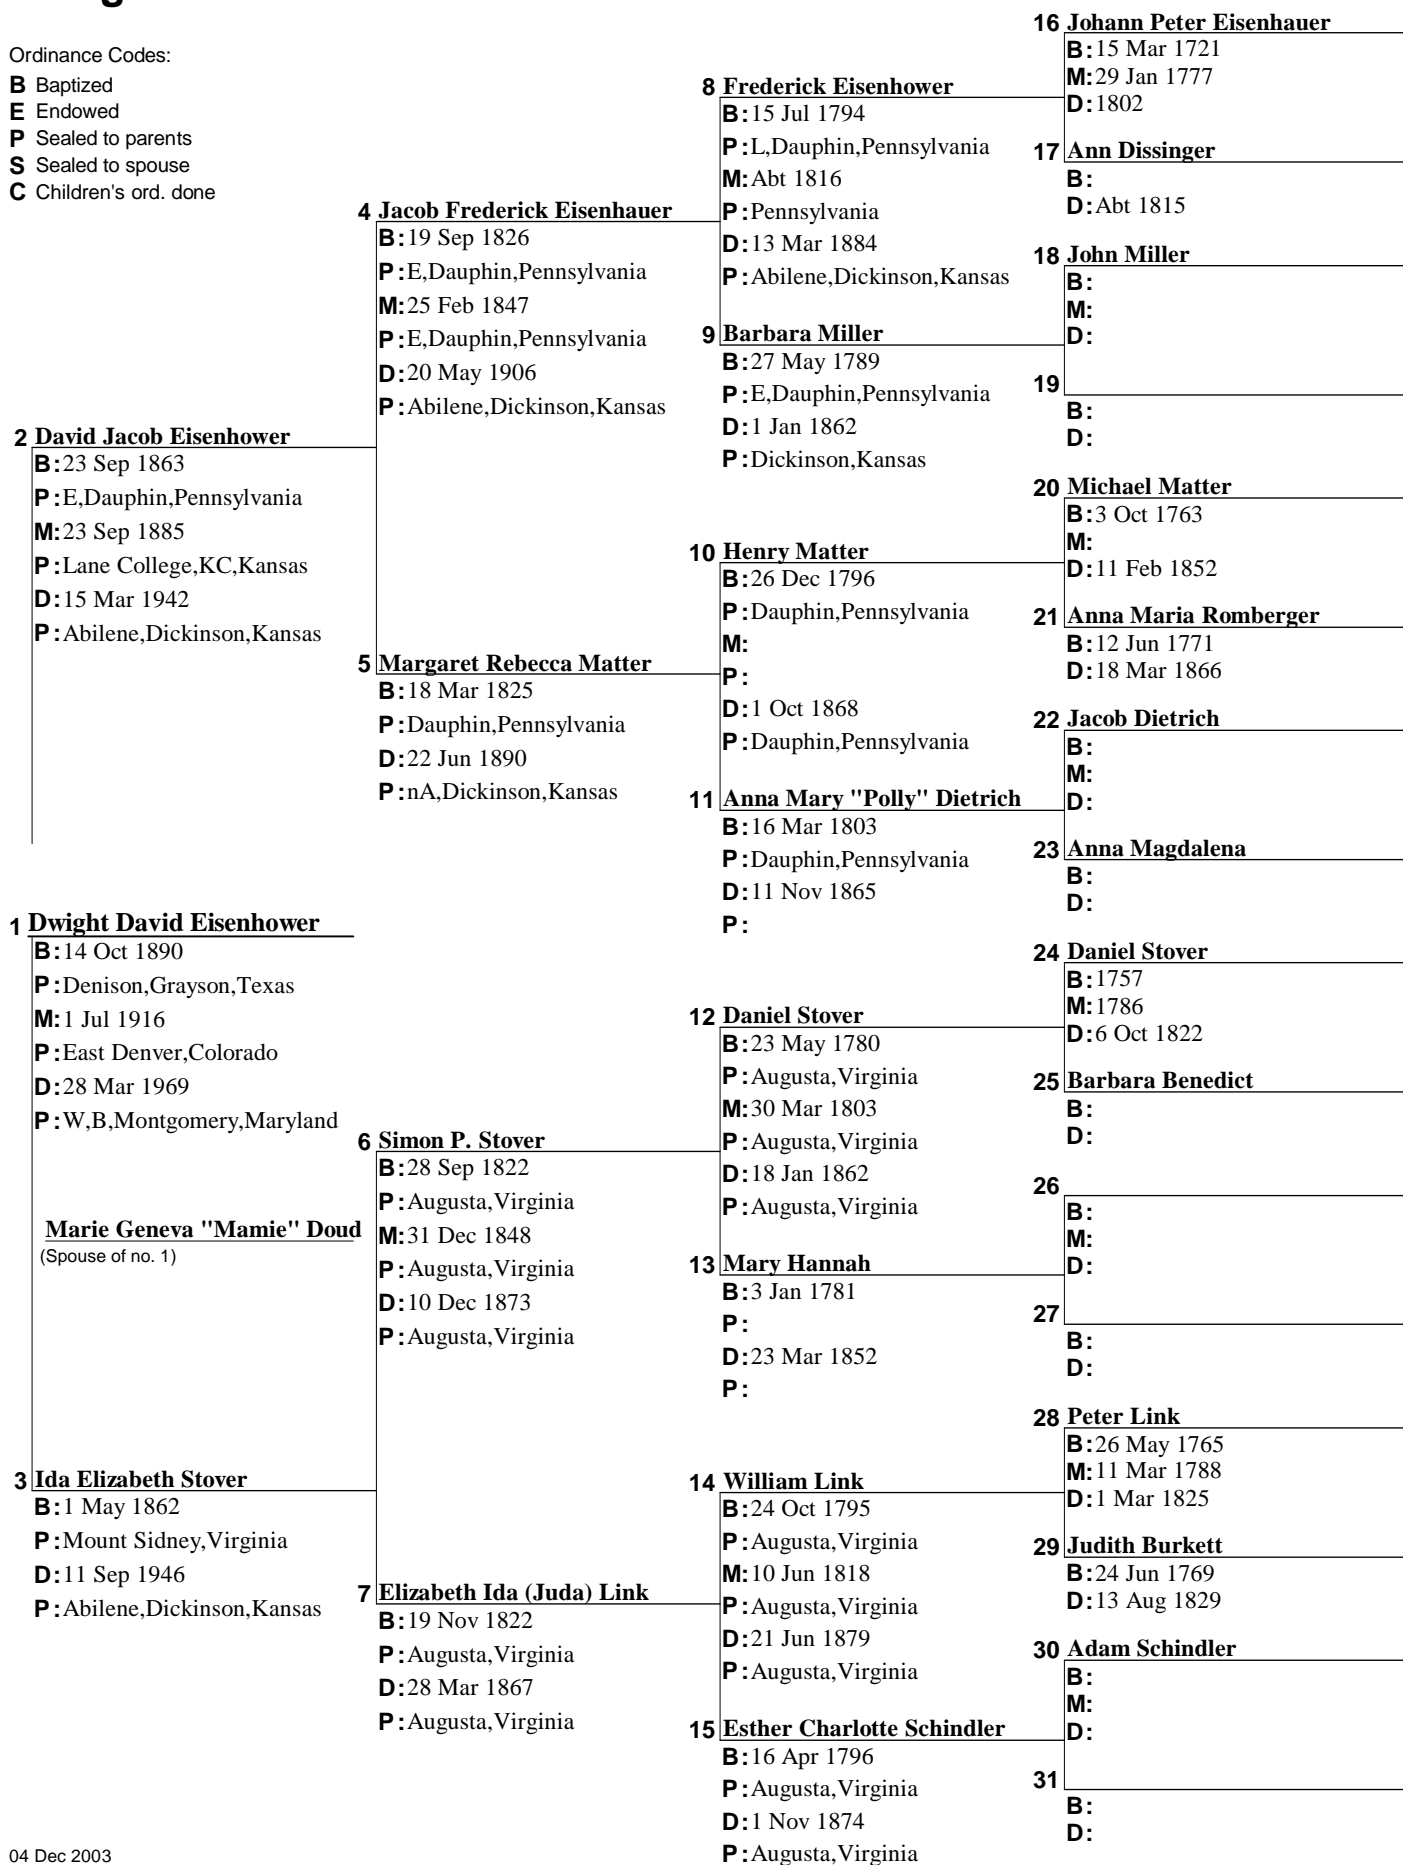 Ordinance Codes:
B Baptized
E Endowed
P Sealed to parents
S Sealed to spouse
C Children's ord. done
2 David Jacob Eisenhower
B:23 Sep 1863
P:E,Dauphin,Pennsylvania
M:23 Sep 1885
P:Lane College,KC,Kansas
D:15 Mar 1942
P:Abilene,Dickinson,Kansas
1 Dwight David Eisenhower
B:14 Oct 1890
P:Denison,Grayson,Texas
M:1 Jul 1916
P:East Denver,Colorado
D:28 Mar 1969
P:W,B,Montgomery,Maryland
Marie Geneva "Mamie" Doud
(Spouse of no. 1)
3 Ida Elizabeth Stover
B:1 May 1862
P:Mount Sidney,Virginia
D:11 Sep 1946
P:Abilene,Dickinson,Kansas
4 Jacob Frederick Eisenhauer
B:19 Sep 1826
P:E,Dauphin,Pennsylvania
M:25 Feb 1847
P:E,Dauphin,Pennsylvania
D:20 May 1906
P:Abilene,Dickinson,Kansas
5 Margaret Rebecca Matter
B:18 Mar 1825
P:Dauphin,Pennsylvania
D:22 Jun 1890
P:nA,Dickinson,Kansas
6 Simon P. Stover
B:28 Sep 1822
P:Augusta,Virginia
M:31 Dec 1848
P:Augusta,Virginia
D:10 Dec 1873
P:Augusta,Virginia
7 Elizabeth Ida (Juda) Link
B:19 Nov 1822
P:Augusta,Virginia
D:28 Mar 1867
P:Augusta,Virginia
8 Frederick Eisenhower
B:15 Jul 1794
P:L,Dauphin,Pennsylvania
M:Abt 1816
P:Pennsylvania
D:13 Mar 1884
P:Abilene,Dickinson,Kansas
9 Barbara Miller
B:27 May 1789
P:E,Dauphin,Pennsylvania
D:1 Jan 1862
P:Dickinson,Kansas
10 Henry Matter
B:26 Dec 1796
P:Dauphin,Pennsylvania
M:
P:
D:1 Oct 1868
P:Dauphin,Pennsylvania
11 Anna Mary "Polly" Dietrich
B:16 Mar 1803
P:Dauphin,Pennsylvania
D:11 Nov 1865
P:
12 Daniel Stover
B:23 May 1780
P:Augusta,Virginia
M:30 Mar 1803
P:Augusta,Virginia
D:18 Jan 1862
P:Augusta,Virginia
13 Mary Hannah
B:3 Jan 1781
P:
D:23 Mar 1852
P:
14 William Link
B:24 Oct 1795
P:Augusta,Virginia
M:10 Jun 1818
P:Augusta,Virginia
D:21 Jun 1879
P:Augusta,Virginia
15 Esther Charlotte Schindler
B:16 Apr 1796
P:Augusta,Virginia
D:1 Nov 1874
P:Augusta,Virginia
16 Johann Peter Eisenhauer
B:15 Mar 1721
M:29 Jan 1777
D:1802
17 Ann Dissinger
B:
D:Abt 1815
18 John Miller
B:
M:
D:
19
B:
D:
20 Michael Matter
B:3 Oct 1763
M:
D:11 Feb 1852
21 Anna Maria Romberger
B:12 Jun 1771
D:18 Mar 1866
22 Jacob Dietrich
B:
M:
D:
23 Anna Magdalena
B:
D:
24 Daniel Stover
B:1757
M:1786
D:6 Oct 1822
25 Barbara Benedict
B:
D:
26
B:
M:
D:
27
B:
D:
28 Peter Link
B:26 May 1765
M:11 Mar 1788
D:1 Mar 1825
29 Judith Burkett
B:24 Jun 1769
D:13 Aug 1829
30 Adam Schindler
B:
M:
D:
31
B:
D:
04 Dec 2003